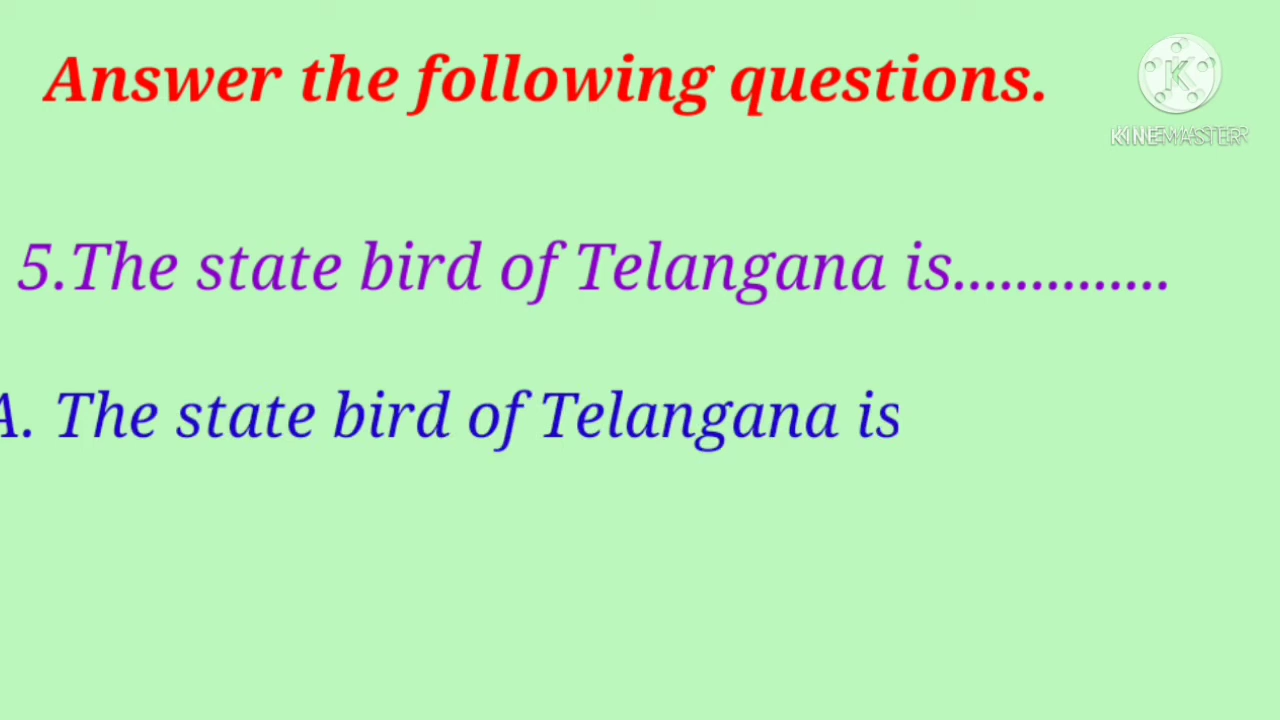 Answer the following questions.
K
KINEMASTER
5.The state bird of Telangana is..............
A. The state bird of Telangana is